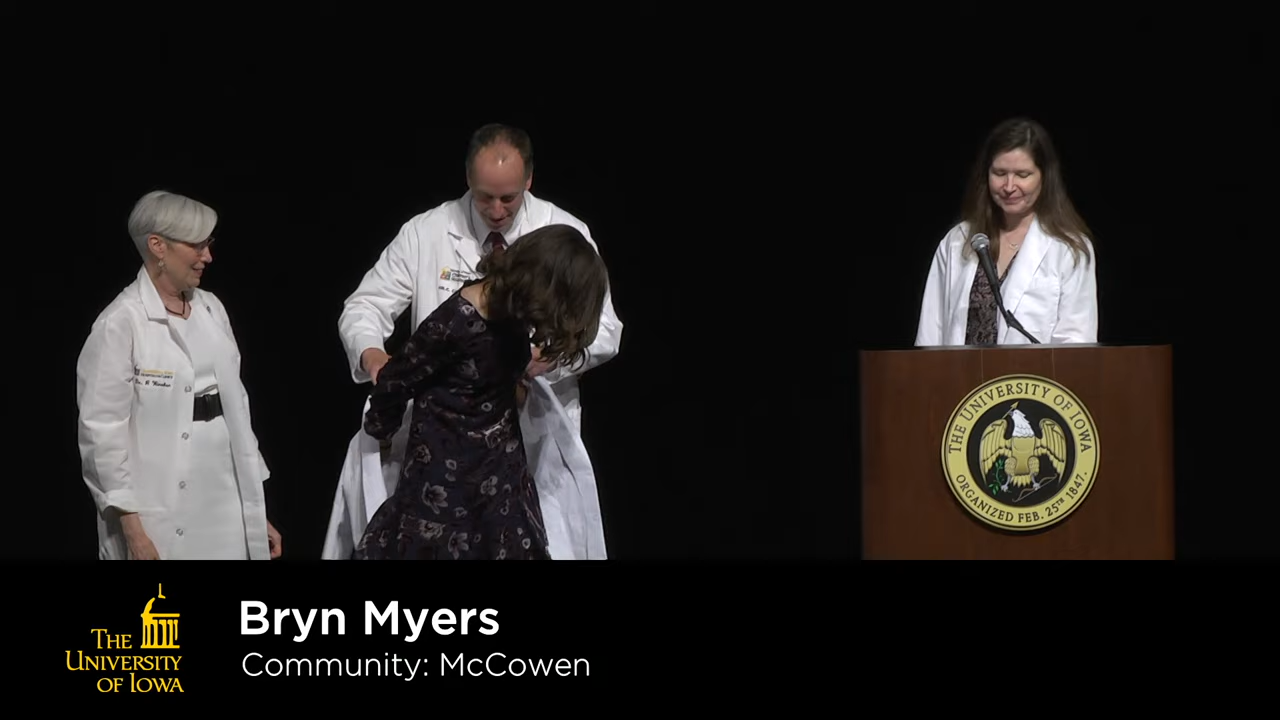 THE UNIVERSITY OF IOWA
ORGANIZED FEB. 25TH 1847.
THE
UNIVERSITY
OF IOWA
Bryn Myers
Community: McCowen